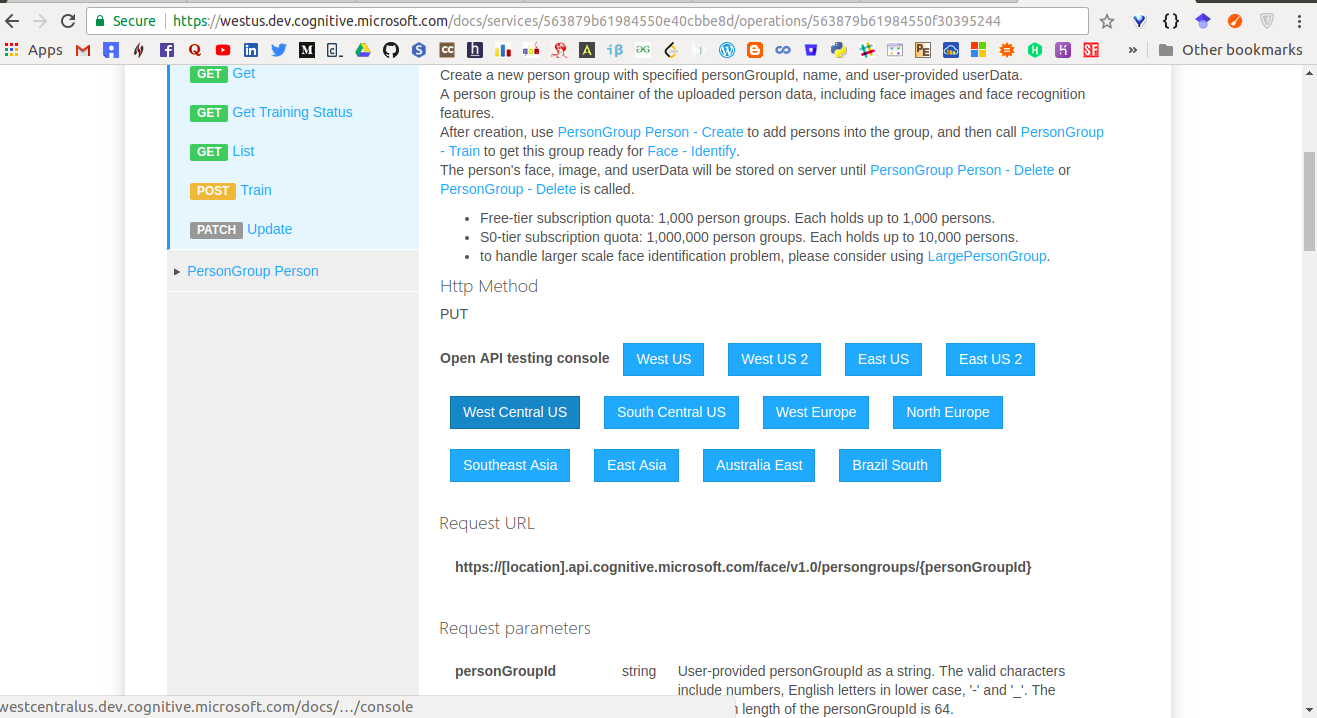 Secure https://westus.dev.cognitive.microsoft.com/docs/services/563879b61984550e40cbbe8d/operations/563879b61984550f30395244
Apps
Other bookmarks
GET Get
GET Get Training Status
GET List
POST Train
PATCH Update
PersonGroup Person
Create a new person group with specified personGroupId, name, and user-provided userData.
A person group is the container of the uploaded person data, including face images and face recognition
features.
After creation, use PersonGroup Person - Create to add persons into the group, and then call PersonGroup
- Train to get this group ready for Face - Identify.
The person's face, image, and userData will be stored on server until PersonGroup Person - Delete or
PersonGroup - Delete is called.
• Free-tier subscription quota: 1,000 person groups. Each holds up to 1,000 persons.
• S0-tier subscription quota: 1,000,000 person groups. Each holds up to 10,000 persons.
• to handle larger scale face identification problem, please consider using LargePersonGroup.
Http Method
PUT
Open API testing console West US West US 2 East US East US 2
West Central US South Central US West Europe North Europe
Southeast Asia East Asia Australia East Brazil South
Request URL
https://[location].api.cognitive.microsoft.com/face/v1.0/persongroups/{personGroupId}
Request parameters
personGroupId string User-provided personGroupId as a string. The valid characters
include numbers, English letters in lower case, '-' and '_'. The
length of the personGroupId is 64.
westcentralus.dev.cognitive.microsoft.com/docs/…/console